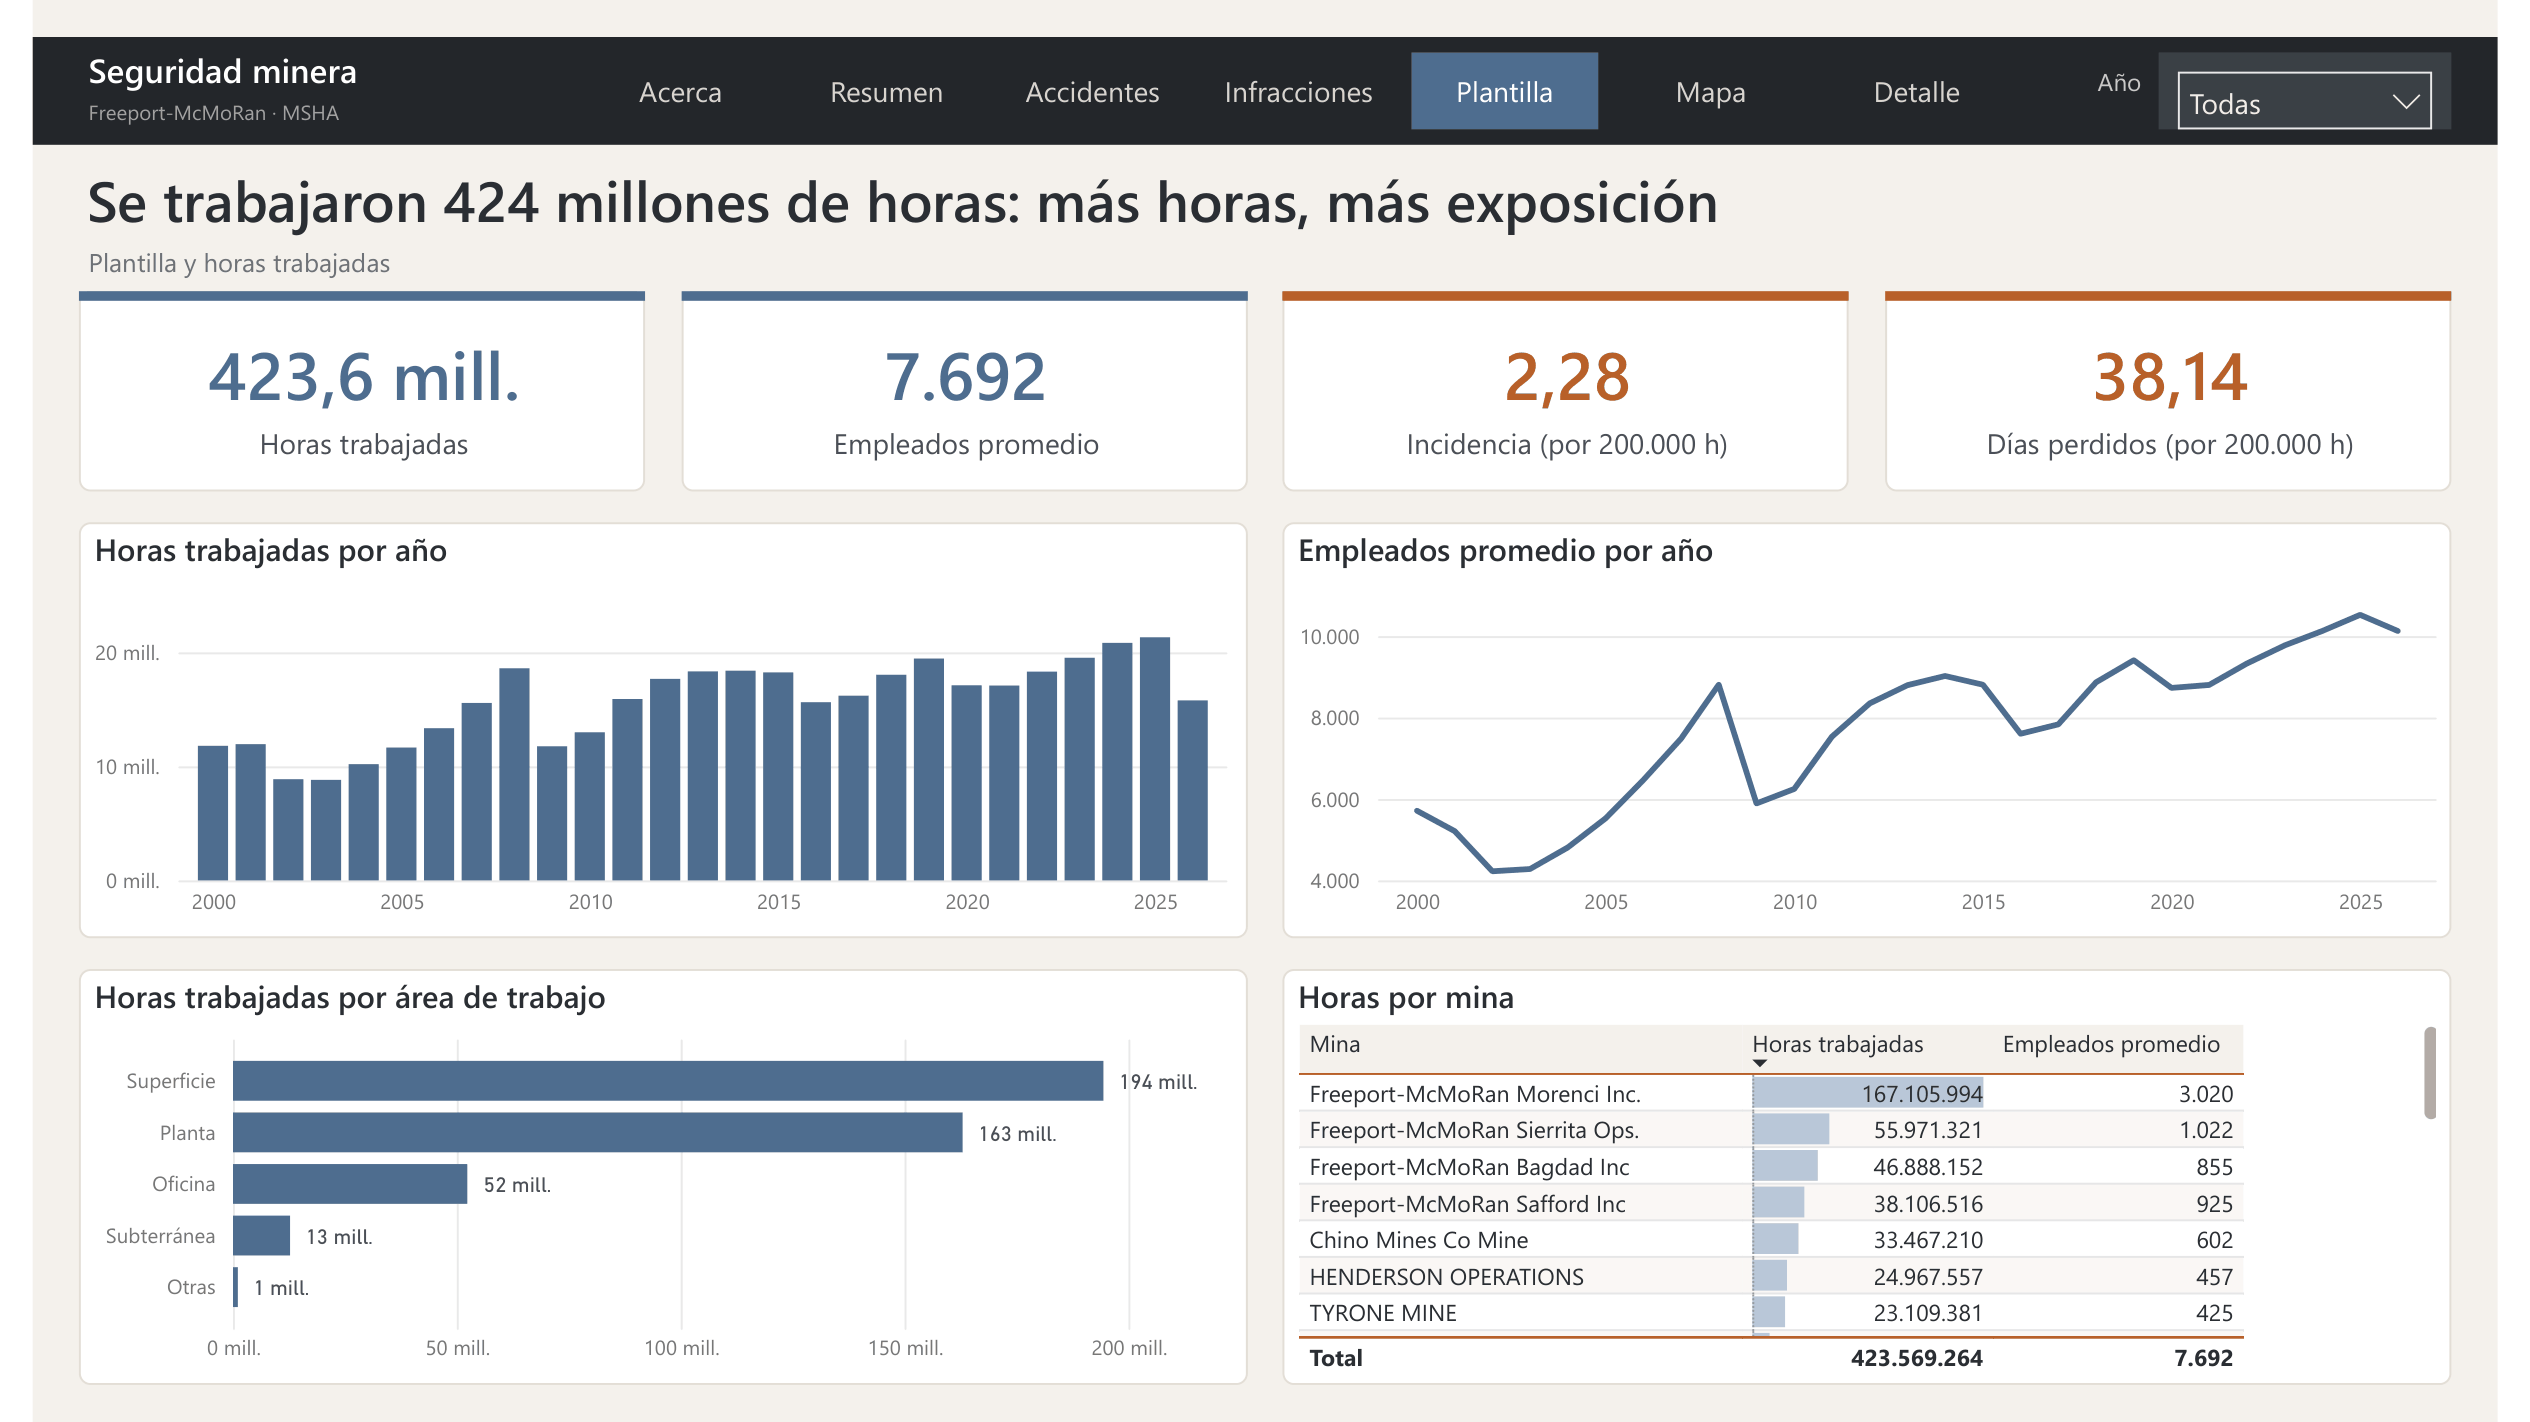 Seguridad minera
Freeport-McMoRan · MSHA
Acerca
Resumen
Accidentes
Infracciones
Plantilla
Mapa
Detalle
Año
Todas
Se trabajaron 424 millones de horas: más horas, más exposición
Plantilla y horas trabajadas
423,6 mill.
Horas trabajadas
7.692
Empleados promedio
2,28
Incidencia (por 200.000 h)
38,14
Días perdidos (por 200.000 h)
Horas trabajadas por año
20 mill.
10 mill.
0 mill.
2000 2005 2010 2015 2020 2025
Empleados promedio por año
10.000
8.000
6.000
4.000
2000 2005 2010 2015 2020 2025
Horas trabajadas por área de trabajo
Superficie 194 mill.
Planta 163 mill.
Oficina 52 mill.
Subterránea 13 mill.
Otras 1 mill.
0 mill. 50 mill. 100 mill. 150 mill. 200 mill.
Horas por mina
Mina Horas trabajadas Empleados promedio
Freeport-McMoRan Morenci Inc. 167.105.994 3.020
Freeport-McMoRan Sierrita Ops. 55.971.321 1.022
Freeport-McMoRan Bagdad Inc 46.888.152 855
Freeport-McMoRan Safford Inc 38.106.516 925
Chino Mines Co Mine 33.467.210 602
HENDERSON OPERATIONS 24.967.557 457
TYRONE MINE 23.109.381 425
Total 423.569.264 7.692